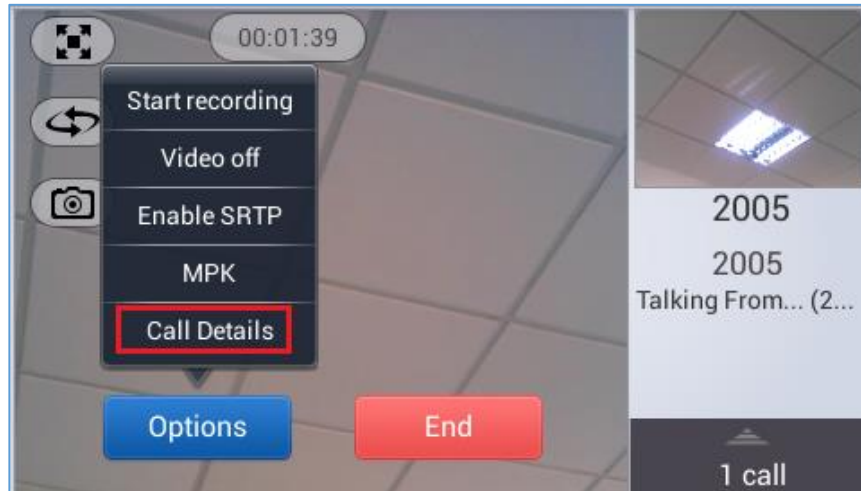 00:01:39
Start recording
Video off
Enable SRTP
MPK
Call Details
Options
End
2005
2005
Talking From... (2...
1 call